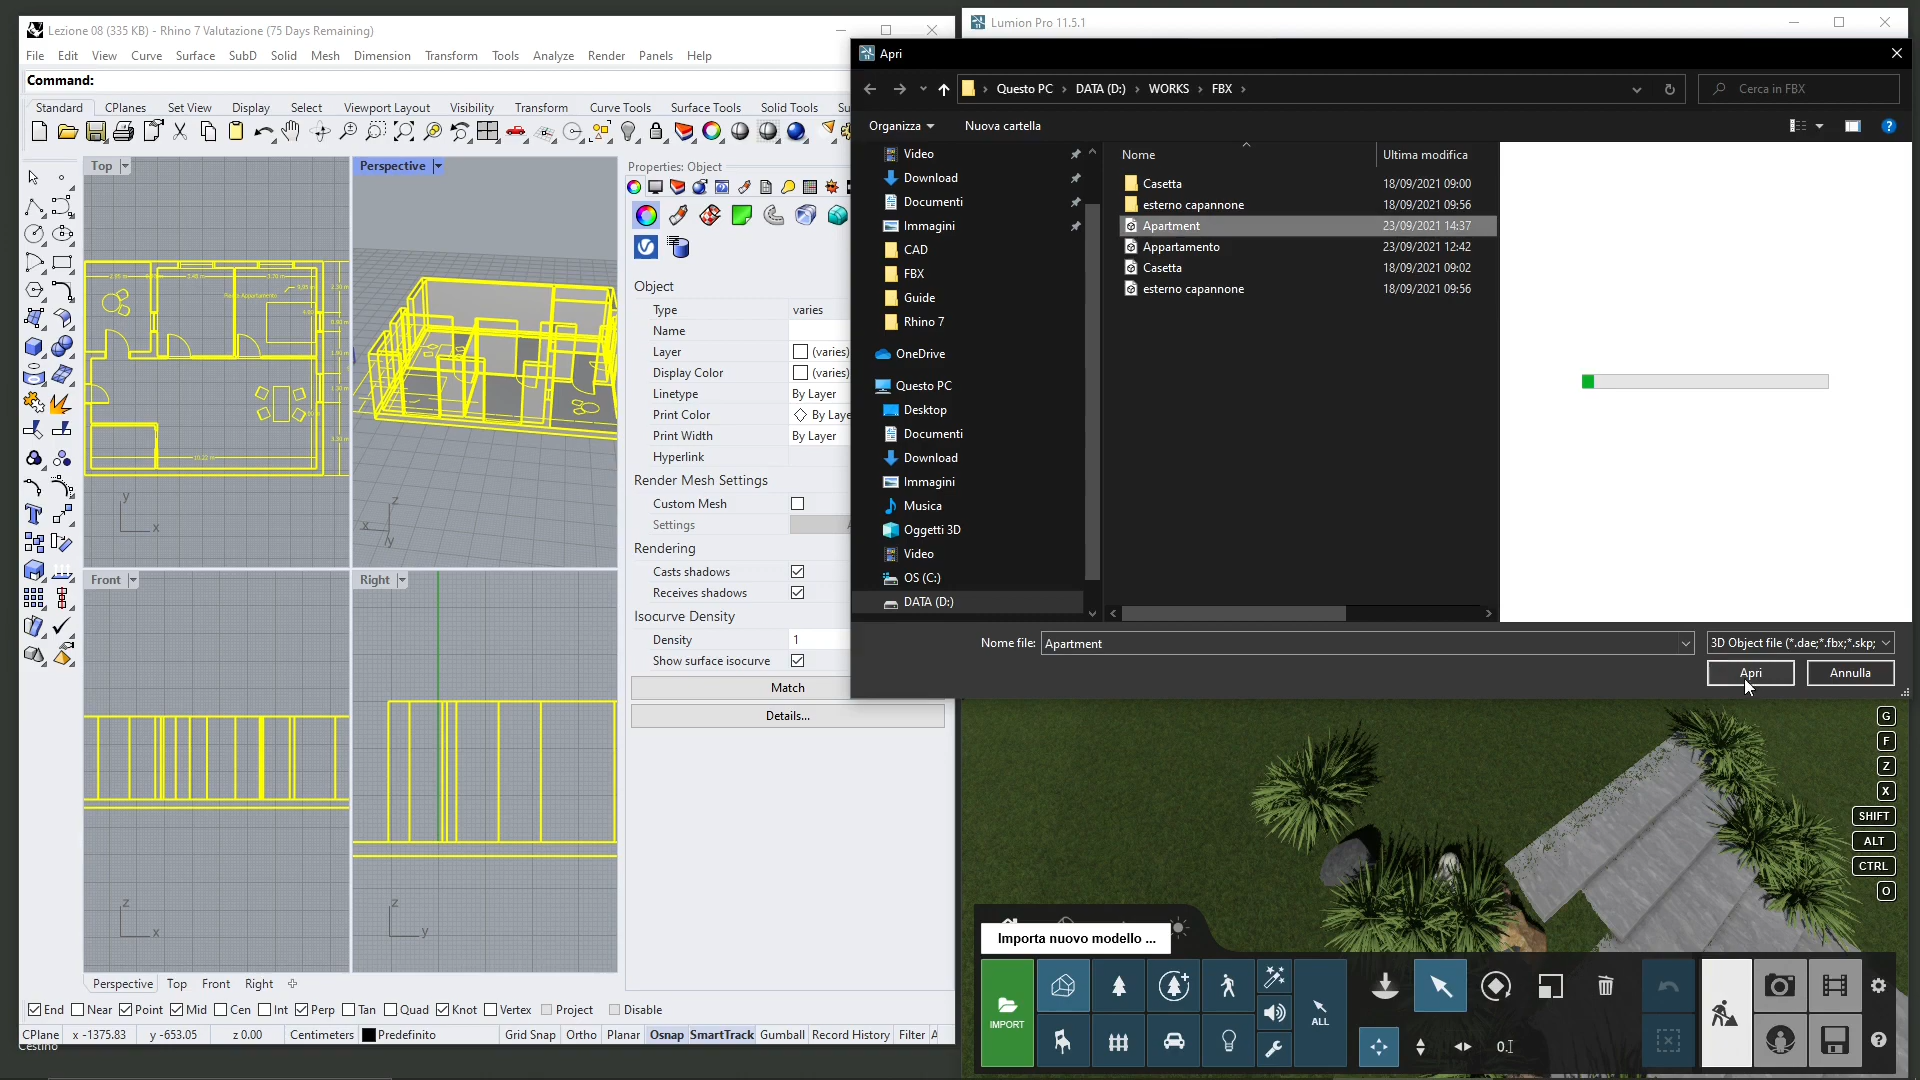 Lezione 08 (335 KB) - Rhino 7 Valutazione (75 Days Remaining)
File Edit View Curve Surface SubD Solid Mesh Dimension Transform Tools Analyze Render Panels Help
Command:
Standard CPlanes Set View Display Select Viewport Layout Visibility Transform Curve Tools Surface Tools Solid Tools Su
Top
Perspective
Front
Right
Piano Appartamento
10.22 m
z
x
y
z
x
y
z
x
z
y
Properties: Object
Object
Type varies
Name
Layer (varies)
Display Color (varies)
Linetype By Layer
Print Color By Laye
Print Width By Layer
Hyperlink
Render Mesh Settings
Custom Mesh
Settings
Rendering
Casts shadows
Receives shadows
Isocurve Density
Density 1
Show surface isocurve
Match
Details...
Perspective Top Front Right
End Near Point Mid Cen Int Perp Tan Quad Knot Vertex Project Disable
CPlane x -1375.83 y -653.05 z 0.00 Centimeters Predefinito Grid Snap Ortho Planar Osnap SmartTrack Gumball Record History Filter A
Cestino
Lumion Pro 11.5.1
Apri
Questo PC DATA (D:) WORKS FBX
Cerca in FBX
Organizza Nuova cartella
Video
Download
Documenti
Immagini
CAD
FBX
Guide
Rhino 7
OneDrive
Questo PC
Desktop
Documenti
Download
Immagini
Musica
Oggetti 3D
Video
OS (C:)
DATA (D:)
Nome Ultima modifica
Casetta 18/09/2021 09:00
esterno capannone 18/09/2021 09:56
Apartment 23/09/2021 14:37
Appartamento 23/09/2021 12:42
Casetta 18/09/2021 09:02
esterno capannone 18/09/2021 09:56
Nome file: Apartment
3D Object file (*.dae;*.fbx;*.skp;
Apri Annulla
G
F
Z
X
SHIFT
ALT
CTRL
O
Importa nuovo modello ...
IMPORT
ALL
0.